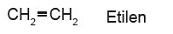 CH₂=CH₂ Etilen